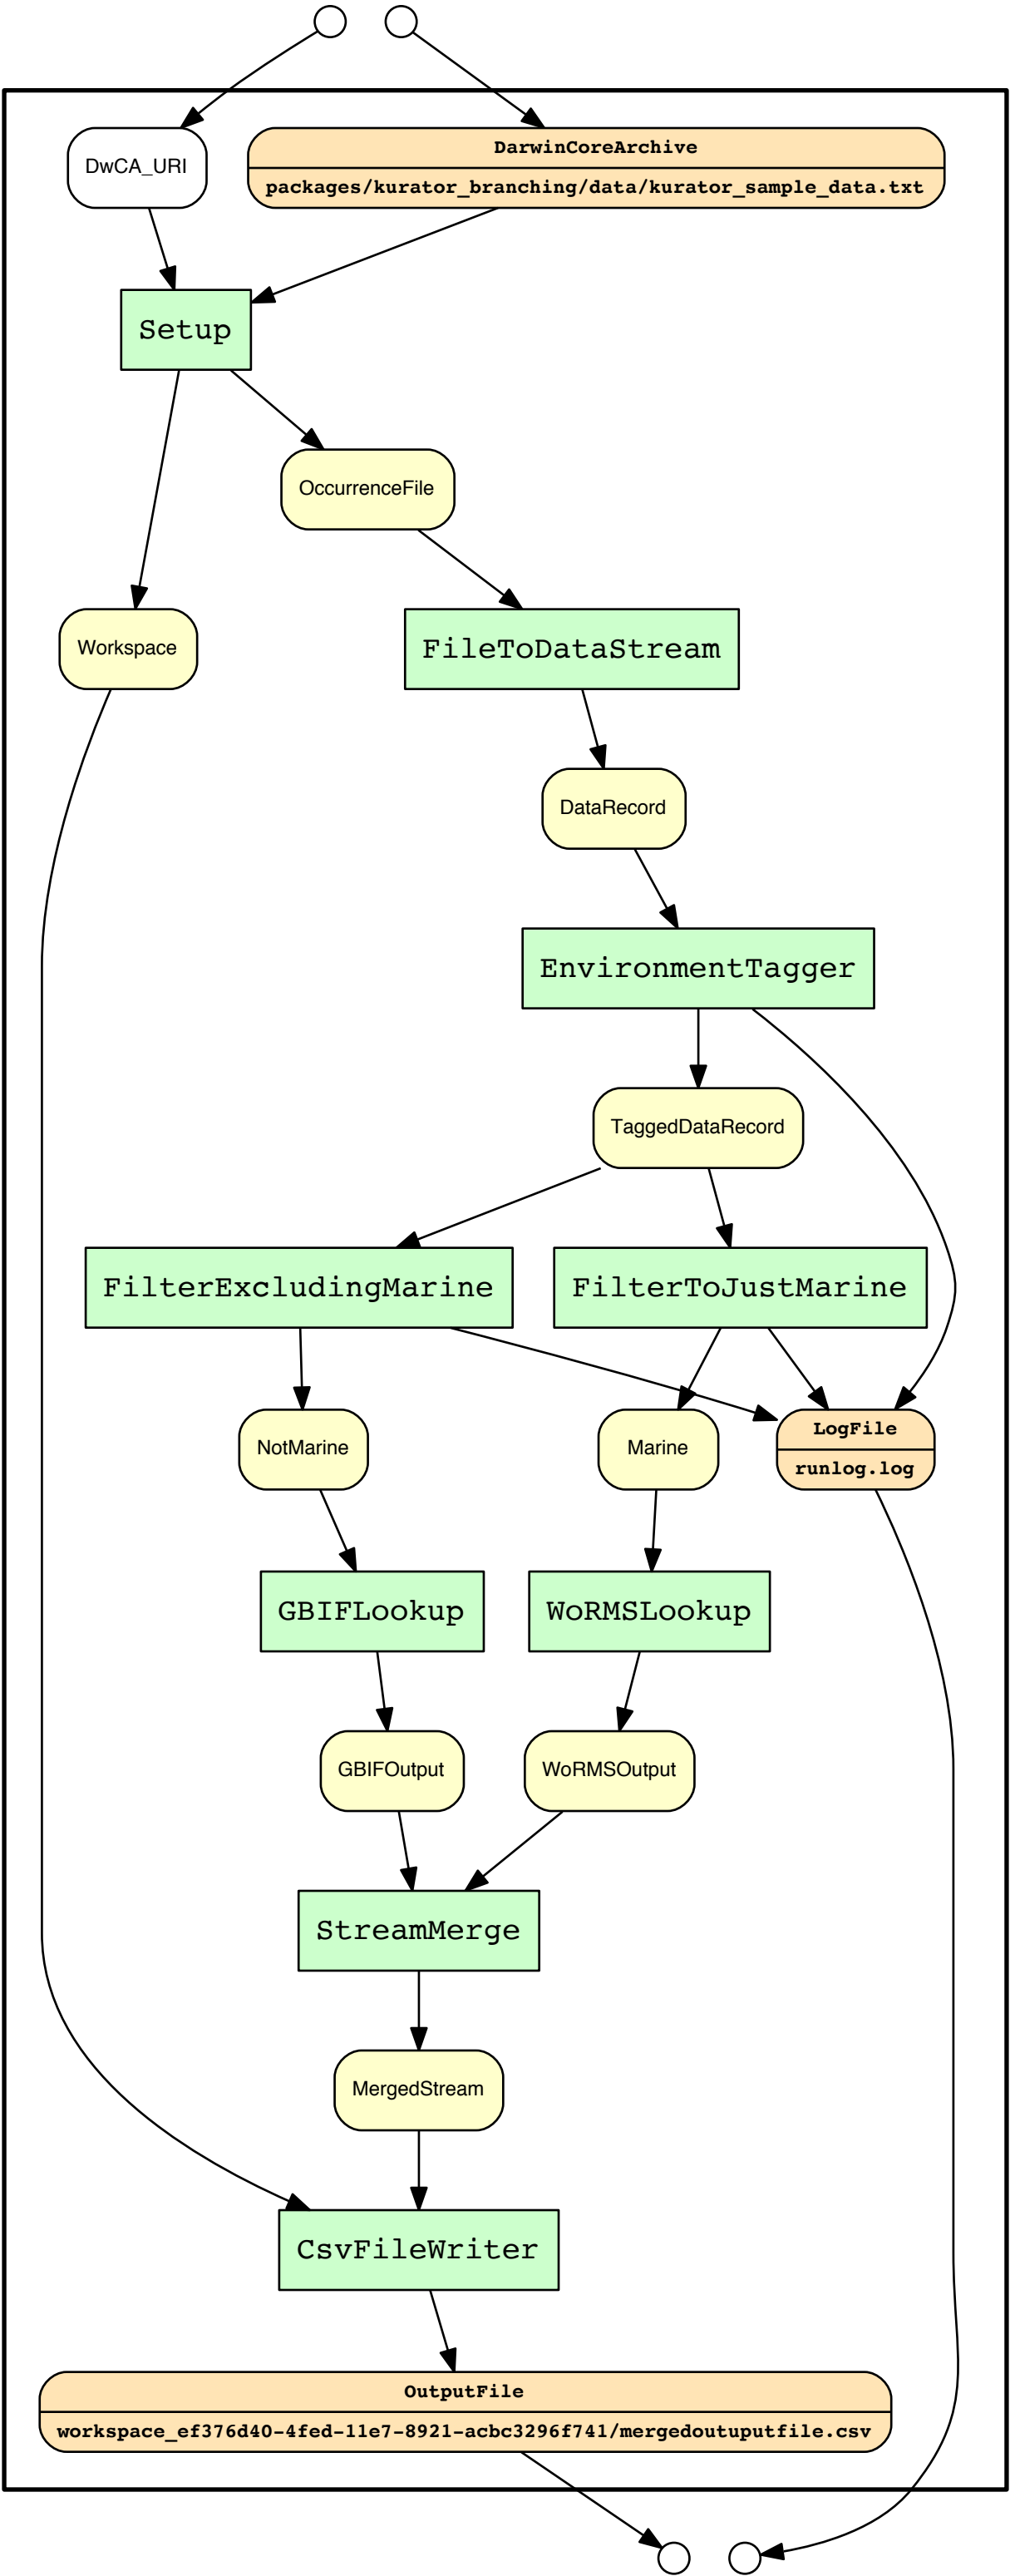 DwCA_URI
DarwinCoreArchive
packages/kurator_branching/data/kurator_sample_data.txt
Setup
OccurrenceFile
Workspace
FileToDataStream
DataRecord
EnvironmentTagger
TaggedDataRecord
FilterExcludingMarine
FilterToJustMarine
NotMarine
Marine
LogFile
runlog.log
GBIFLookup
WoRMSLookup
GBIFOutput
WoRMSOutput
StreamMerge
MergedStream
CsvFileWriter
OutputFile
workspace_ef376d40-4fed-11e7-8921-acbc3296f741/mergedoutuputfile.csv